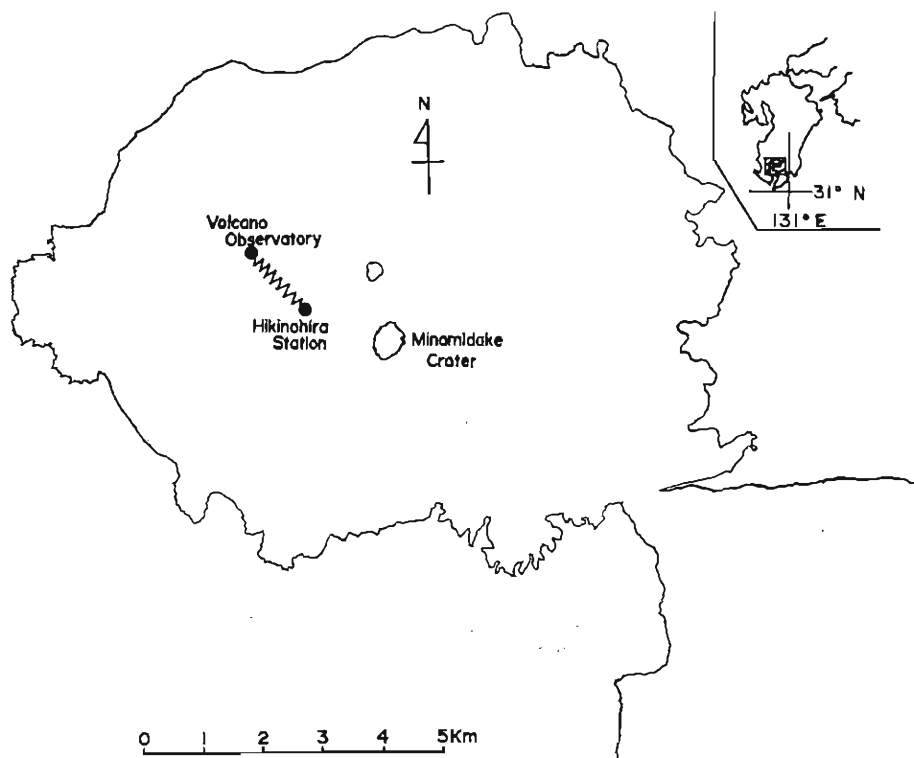 N
31° N
131° E
Volcano
Observatory
Hikinohira
Station
Minamidake
Crater
0 1 2 3 4 5Km